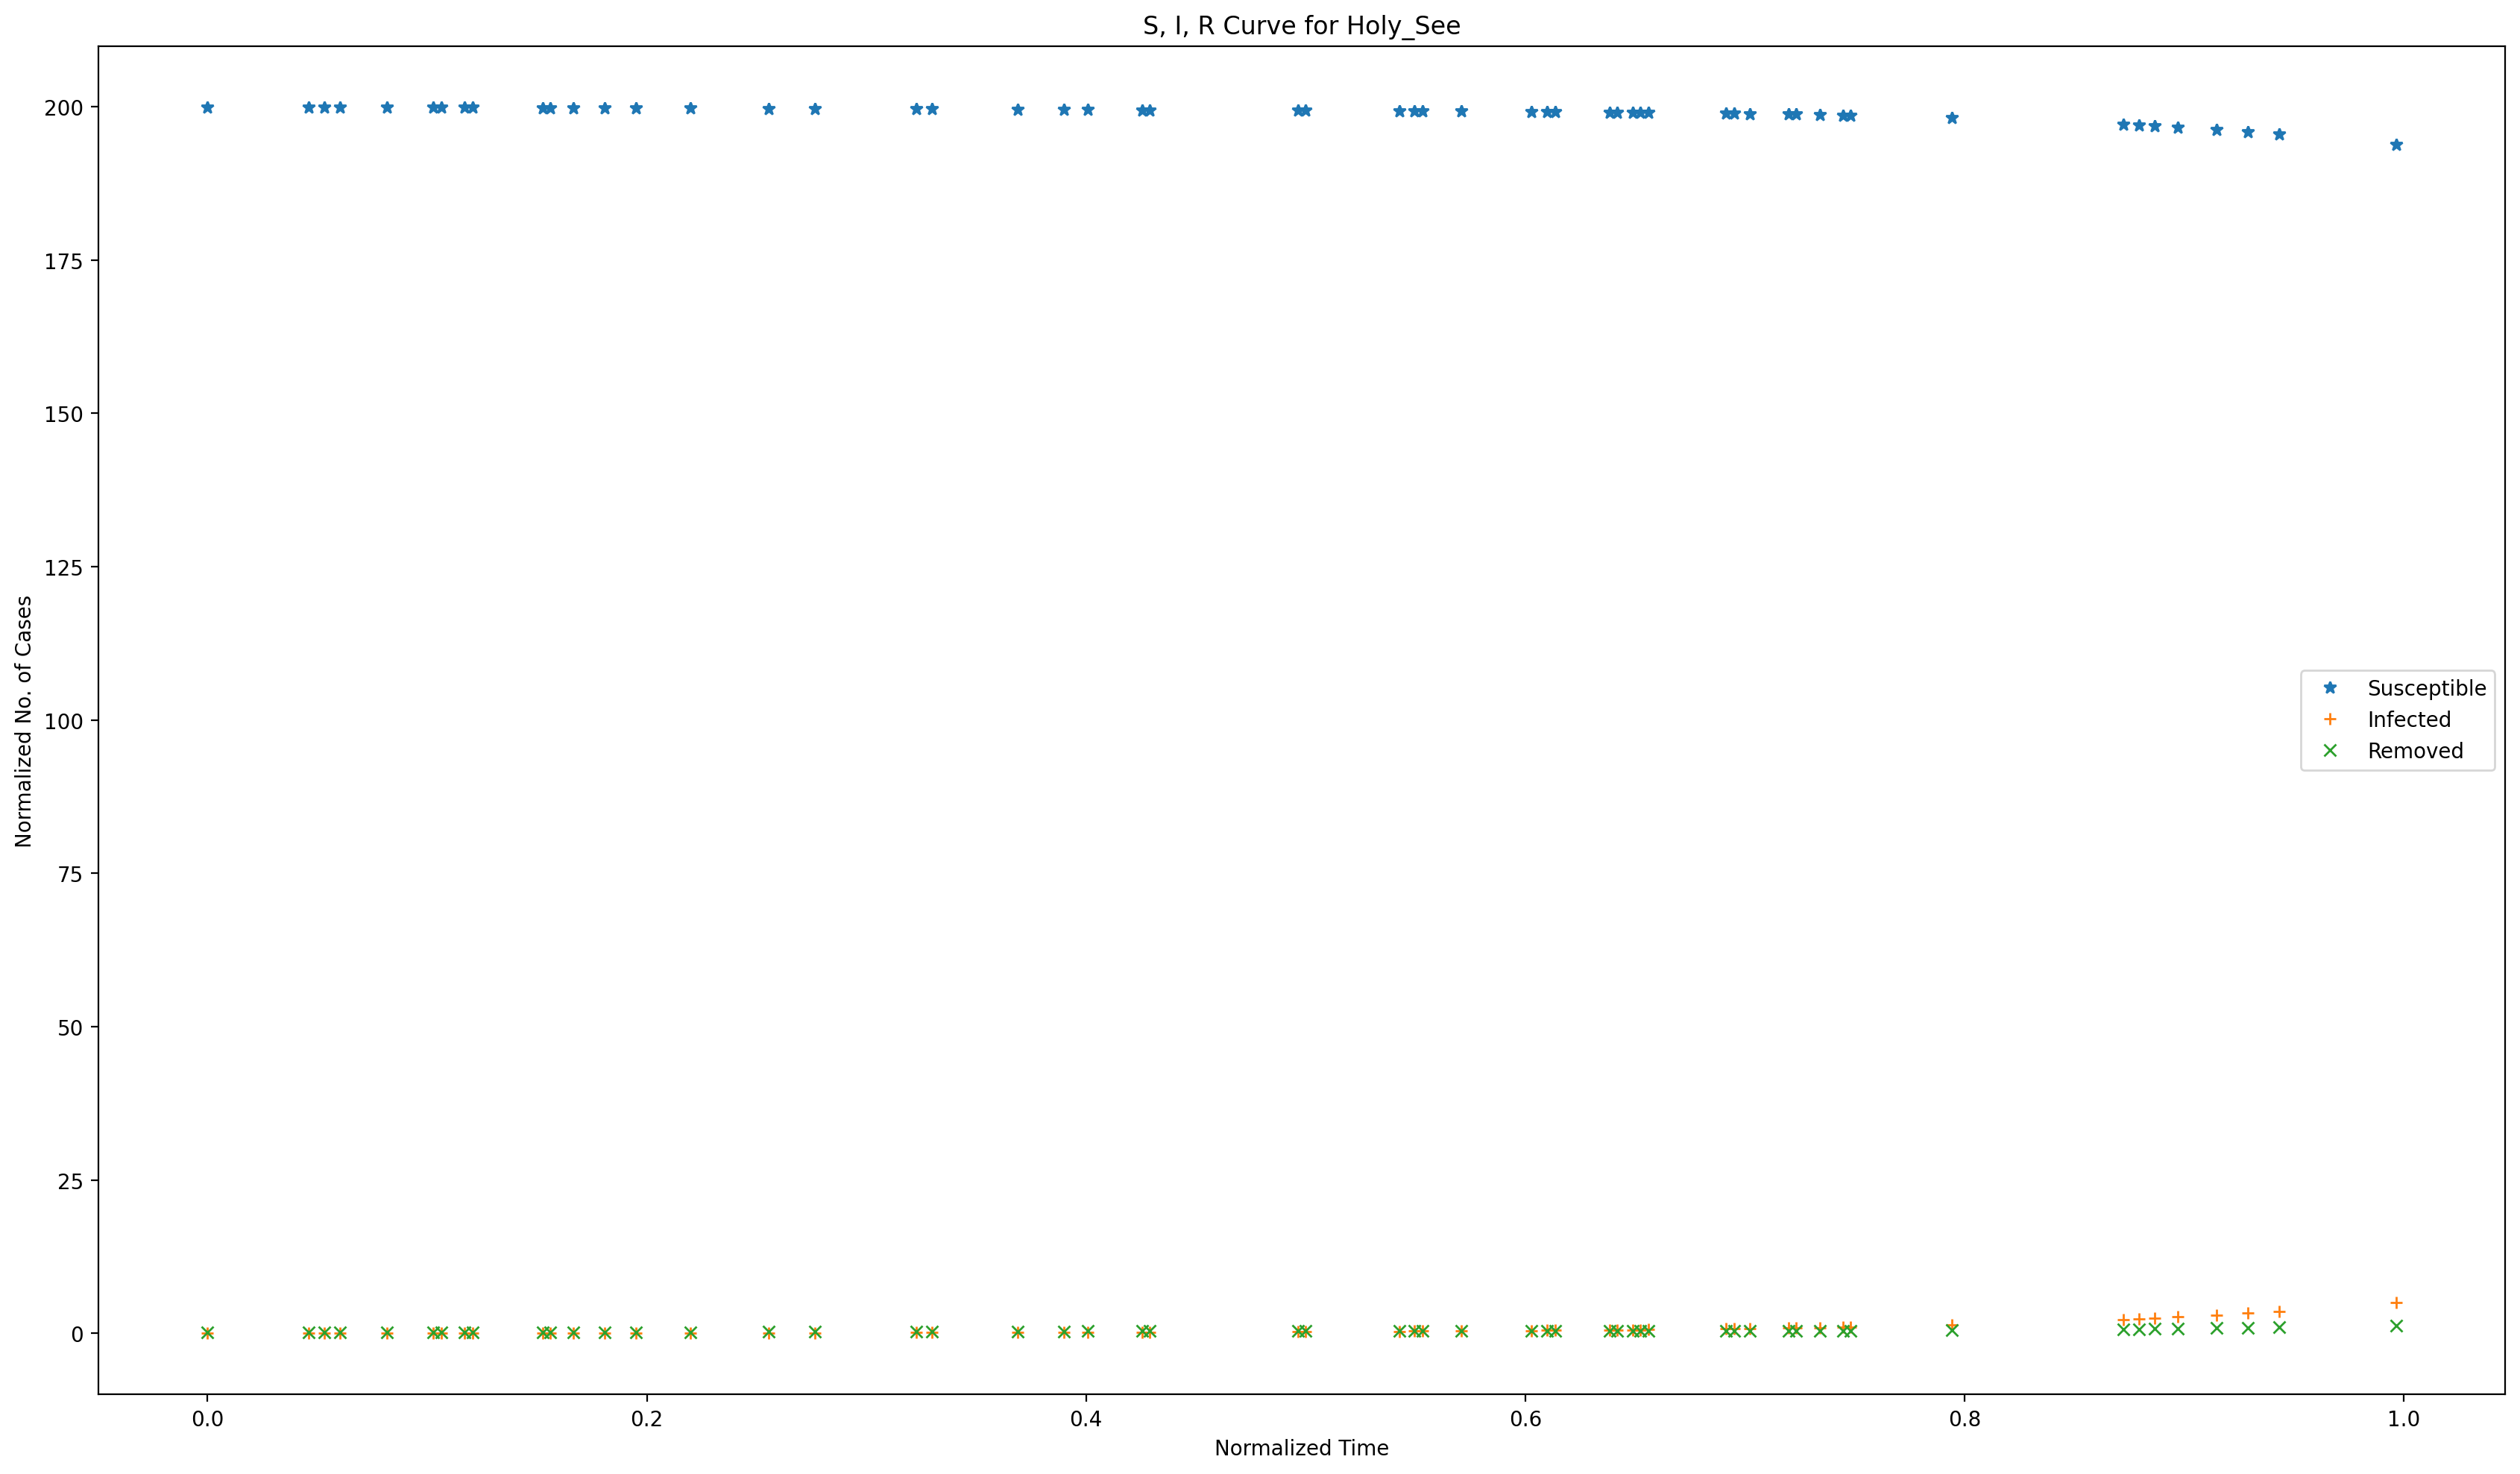 S, I, R Curve for Holy_See
Normalized No. of Cases
200
175
150
125
100
75
50
25
0
Susceptible
Infected
Removed
0.0 0.2 0.4 0.6 0.8 1.0
Normalized Time